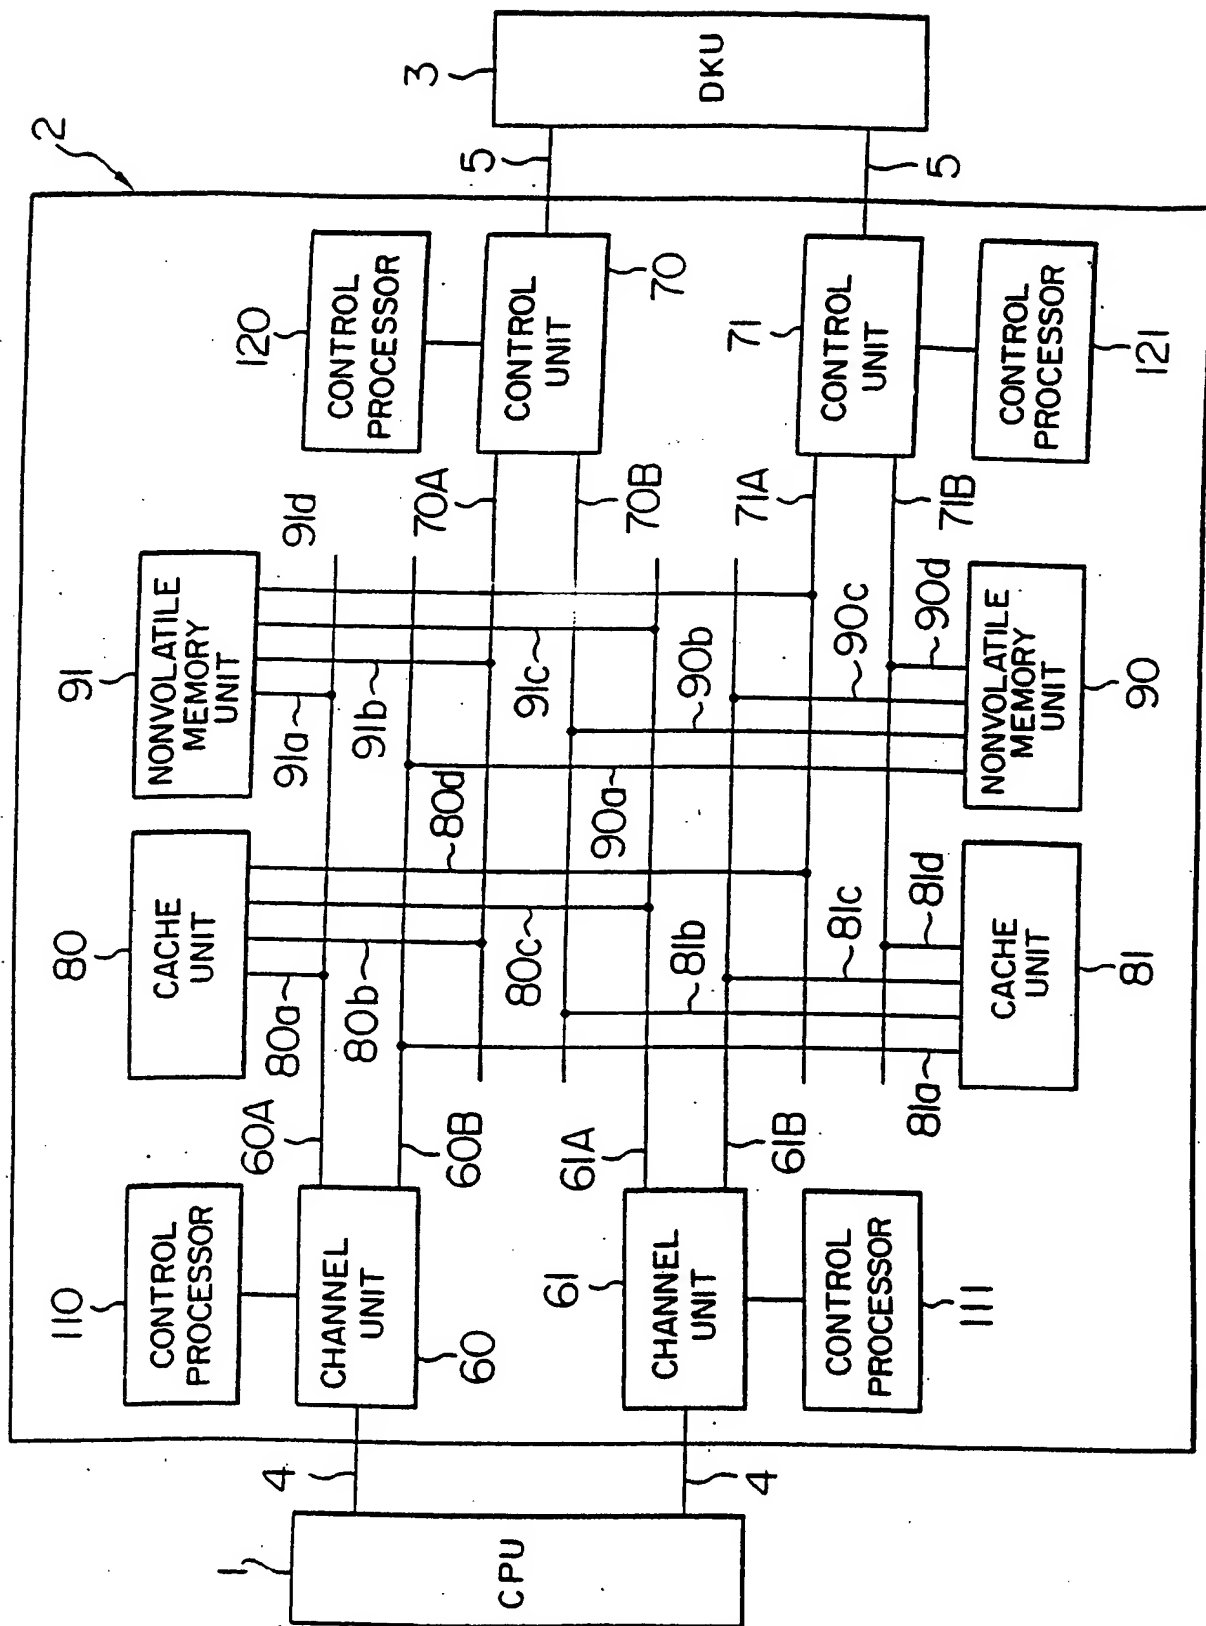 1
CPU
4
4
2
110
CONTROL
PROCESSOR
CHANNEL
UNIT
60
60A
60B
61
CHANNEL
UNIT
61A
61B
CONTROL
PROCESSOR
111
80
CACHE
UNIT
80a
80b
80c
80d
91
NONVOLATILE
MEMORY
UNIT
91a
91b
91c
91d
81a
81b
81c
81d
CACHE
UNIT
81
90a
90b
90c
90d
NONVOLATILE
MEMORY
UNIT
90
120
CONTROL
PROCESSOR
70A
70B
CONTROL
UNIT
70
71A
71B
71
CONTROL
UNIT
CONTROL
PROCESSOR
121
5
5
3
DKU